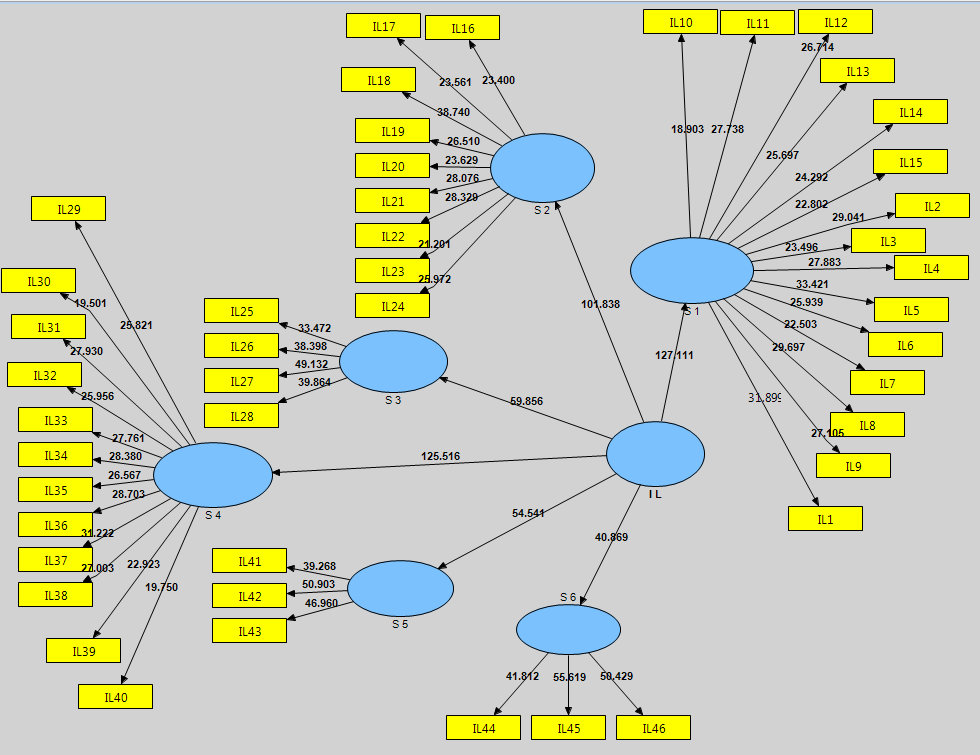 IL17
IL16
IL10
IL11
IL12
26.714
IL18
23.561
23.400
IL13
38.740
IL14
IL19
26.510
18.903
27.738
IL20
23.629
25.697
IL15
IL21
28.076
24.292
28.329
22.802
IL2
IL29
S 2
29.041
IL22
21.201
23.496
IL3
IL23
25.972
27.883
IL4
IL30
33.421
IL24
101.838
25.939
IL5
19.501
IL25
S 1
22.503
IL31
25.821
33.472
IL26
38.398
29.697
IL6
27.930
127.111
IL32
IL27
49.132
IL7
25.956
39.864
S 3
59.856
31.899
IL33
IL28
IL8
27.761
27.105
IL34
28.380
125.516
IL9
26.567
IL35
28.703
I L
IL36
S 4
54.541
IL1
31.222
40.869
IL37
27.003
22.923
IL41
39.268
IL38
19.750
50.903
IL42
46.960
S 6
IL43
S 5
IL39
41.812
55.619
50.429
IL40
IL44
IL45
IL46